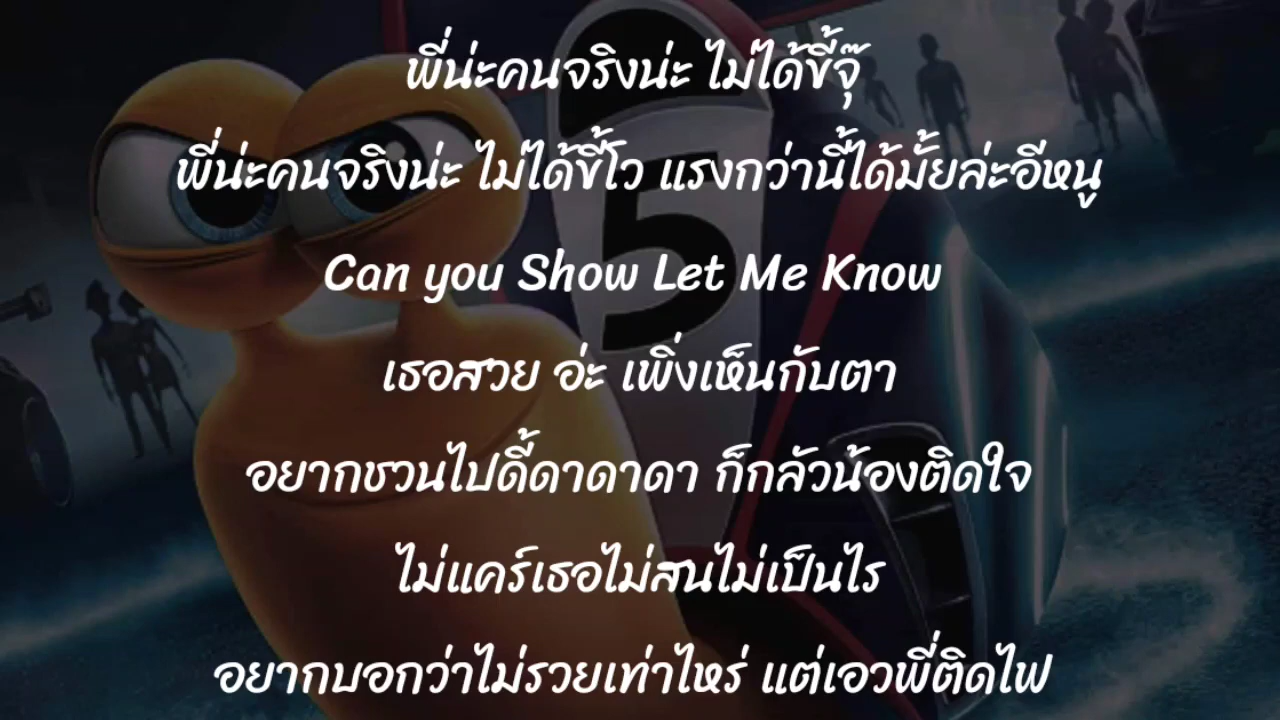 พี่น่ะคนจริงน่ะ ไม่ได้ขี้จุ๊
พี่น่ะคนจริงน่ะ ไม่ได้ขี้โว แรงกว่านี้ได้มั้ยล่ะอีหนู
Can you Show Let Me Know
เธอสวย อ่ะ เพิ่งเห็นกับตา
อยากชวนไปดี้ดาดาดา ก็กลัวน้องติดใจ
ไม่แคร์เธอไม่สนไม่เป็นไร
อยากบอกว่าไม่รวยเท่าไหร่ แต่เอวพี่ติดไฟ
5